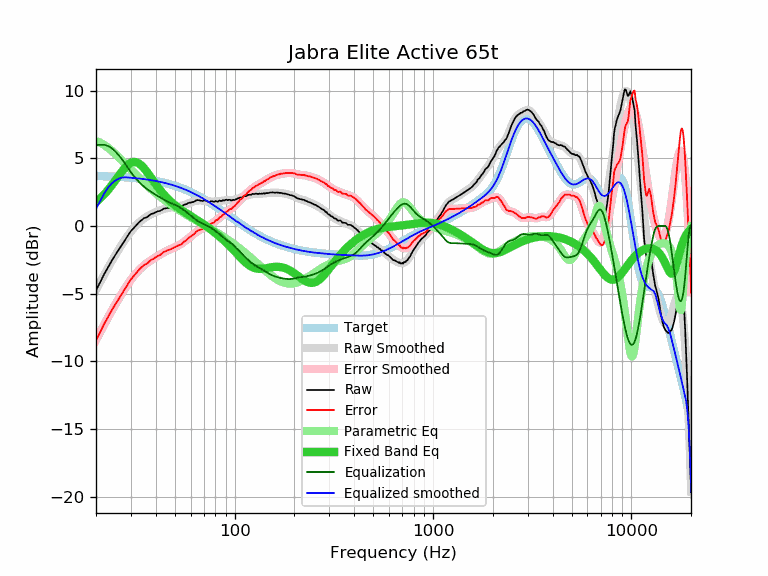 Jabra Elite Active 65t
10
5
0
−5
−10
−15
−20
Amplitude (dBr)
Target
Raw Smoothed
Error Smoothed
Raw
Error
Parametric Eq
Fixed Band Eq
Equalization
Equalized smoothed
100 1000 10000
Frequency (Hz)